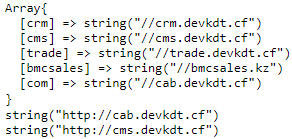 Array{
[crm] => string("//crm.devkdt.cf")
[cms] => string("//cms.devkdt.cf")
[trade] => string("//trade.devkdt.cf")
[bmcsales] => string("//bmcsales.kz")
[com] => string("//cab.devkdt.cf")
}
string("http://cab.devkdt.cf")
string("http://cms.devkdt.cf")